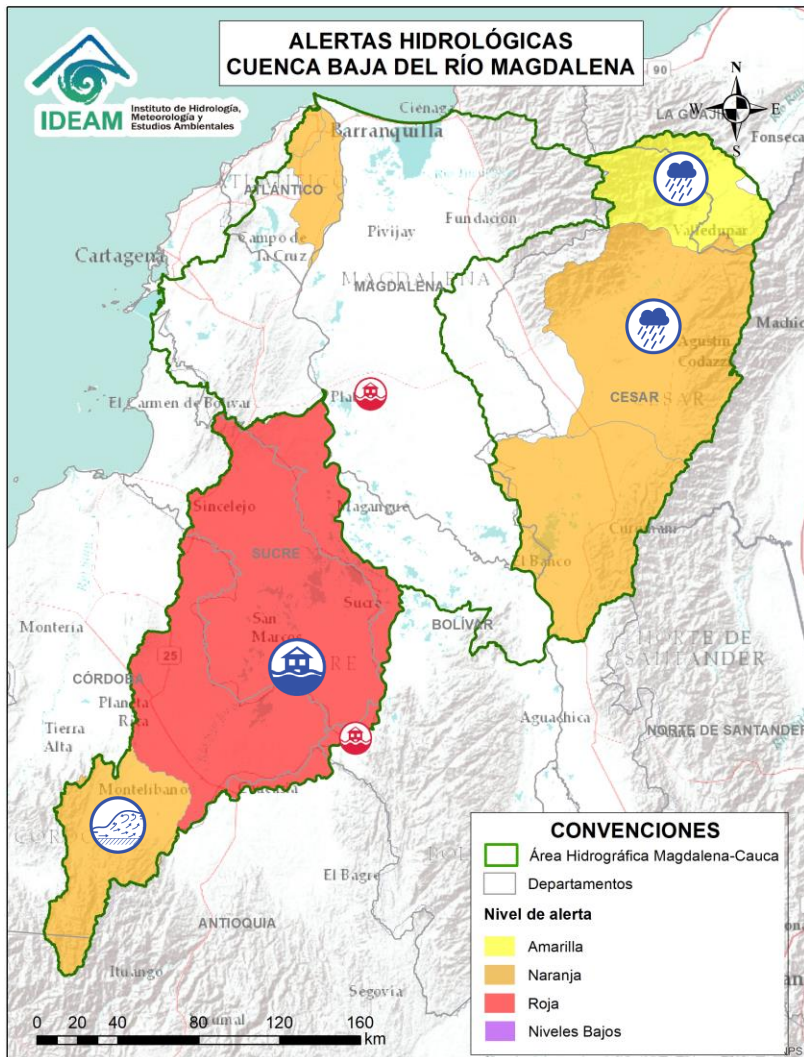 ALERTAS HIDROLÓGICAS
CUENCA BAJA DEL RÍO MAGDALENA
IDEAM
Instituto de Hidrología,
Meteorología y
Estudios Ambientales
90
N
W
E
S
Ciénaga
LA GUAJIRA
Fonseca
Barranquilla
ATLÁNTICO
Fundación
Pivijay
Valledupar
Cartagena
Campo de
la Cruz
MAGDALENA
MAGDALENA
Agustín
Codazzi
CESAR
El Carmen de Bolívar
Sincelejo
Magangue
SUCRE
El Banco
Sucre
San
Marcos
BOLÍVAR
Montería
25
NORTE DE
SANTANDER
CÓRDOBA
Planeta
Rica
Tierra
Alta
Aguachica
NORTE DE SANTANDER
Montelibano
El Bagre
ANTIOQUIA
Ituango
Segovia
CONVENCIONES
Área Hidrográfica Magdalena-Cauca
Departamentos
Nivel de alerta
Amarilla
Naranja
Roja
Niveles Bajos
0 20 40 80 120 160
km